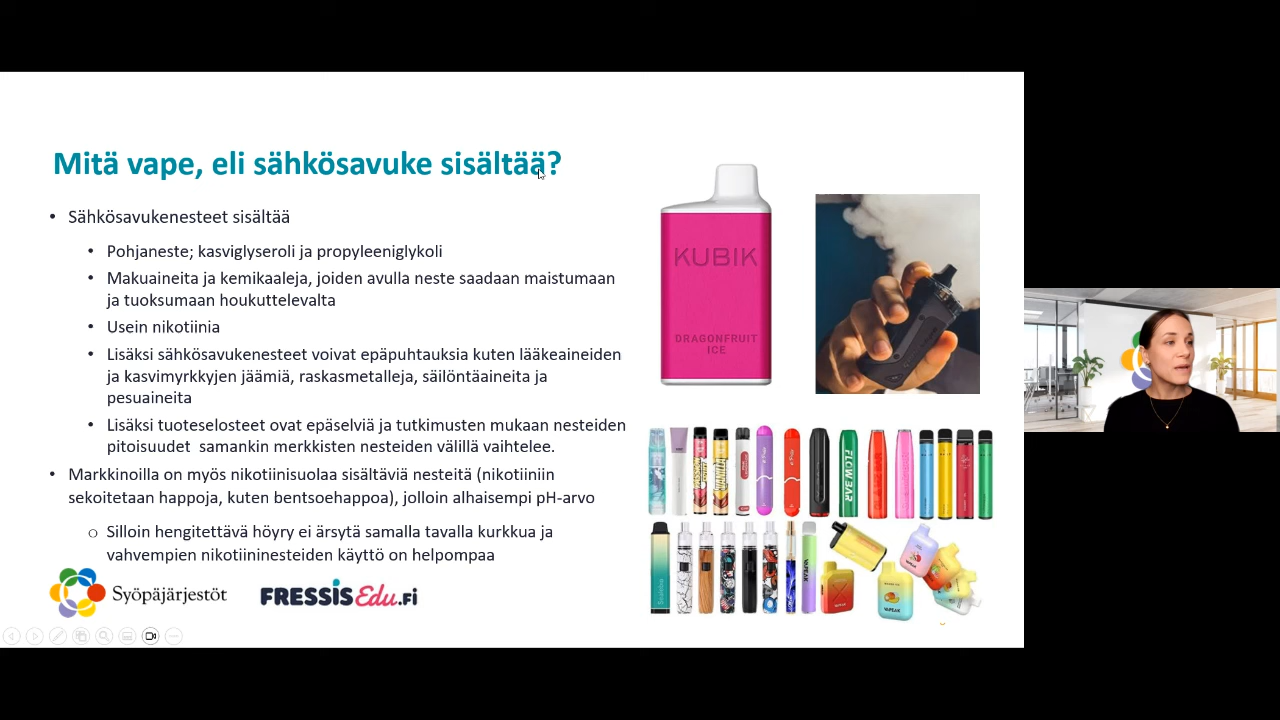 Mitä vape, eli sähkösavuke sisältää?
• Sähkösavukenesteet sisältää
• Pohjaneste; kasviglyseroli ja propyleeniglykoli
• Makuaineita ja kemikaaleja, joiden avulla neste saadaan maistumaan
ja tuoksumaan houkuttelevalta
• Usein nikotiinia
• Lisäksi sähkösavukenesteet voivat epäpuhtauksia kuten lääkeaineiden
ja kasvimyrkkyjen jäämiä, raskasmetalleja, säilöntäaineita ja
pesuaineita
• Lisäksi tuoteselosteet ovat epäselviä ja tutkimusten mukaan nesteiden
pitoisuudet samankin merkkisten nesteiden välillä vaihtelee.
• Markkinoilla on myös nikotiinisuolaa sisältäviä nesteitä (nikotiiniin
sekoitetaan happoja, kuten bentsoehappoa), jolloin alhaisempi pH-arvo
o Silloin hengitettävä höyry ei ärsytä samalla tavalla kurkkua ja
vahvempien nikotiininesteiden käyttö on helpompaa
Syöpäjärjestöt
FRESSIS Edu.Fi
KUBIK
DRAGONFRUIT
ICE
FLOW BAR
VAPEAK